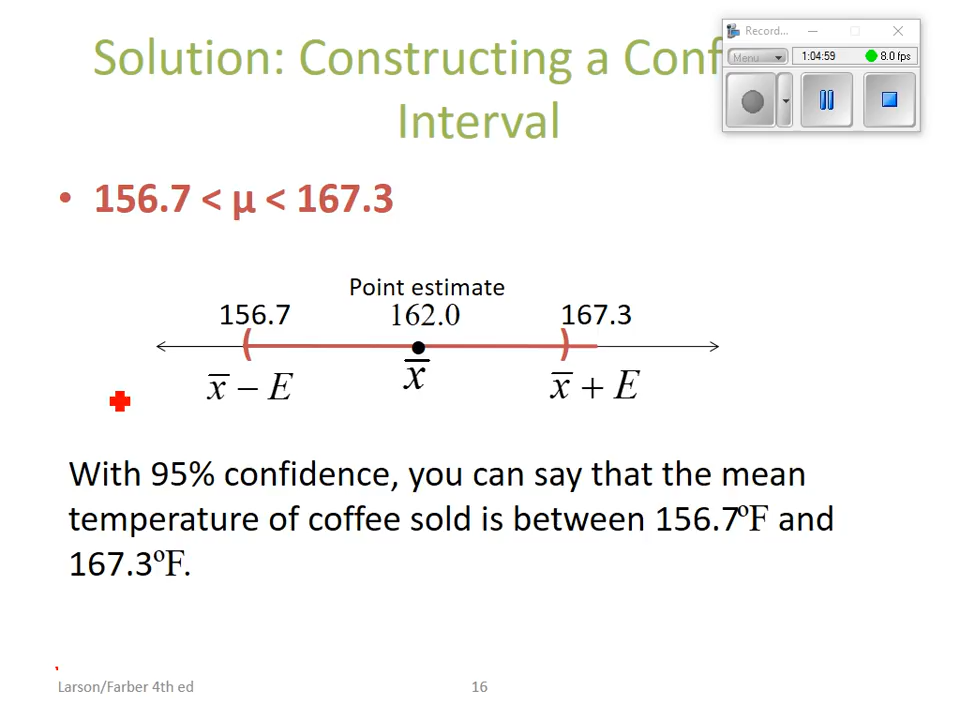 Solution: Constructing a Conf
Interval
Record...
Menu
1:04:59
8.0 fps
• 156.7 < μ < 167.3
Point estimate
156.7 162.0 167.3
x̅ − E x̅ x̅ + E
With 95% confidence, you can say that the mean
temperature of coffee sold is between 156.7ºF and
167.3ºF.
Larson/Farber 4th ed 16